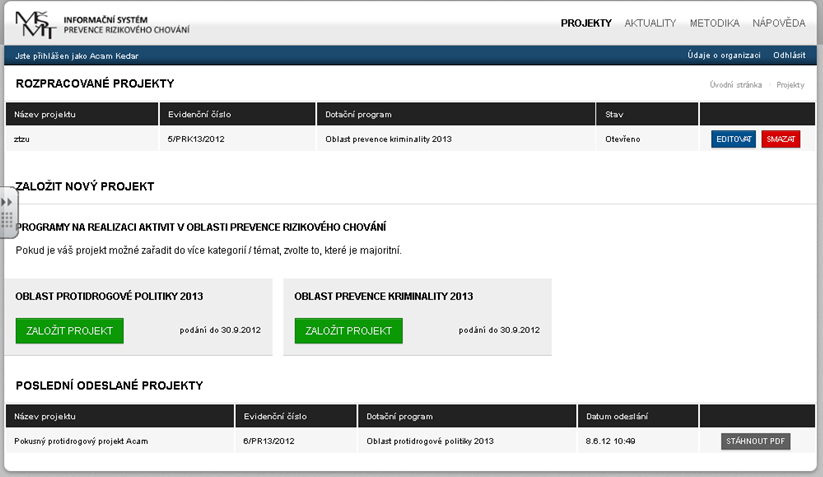 MŠMT
INFORMAČNÍ SYSTÉM
PREVENCE RIZIKOVÉHO CHOVÁNÍ
PROJEKTY AKTUALITY METODIKA NÁPOVĚDA
Jste přihlášen jako Acam Kedar
Údaje o organizaci Odhlásit
ROZPRACOVANÉ PROJEKTY
Úvodní stránka Projekty
Název projektu Evidenční číslo Dotační program Stav
ztzu 5/PRK13/2012 Oblast prevence kriminality 2013 Otevřeno EDITOVAT SMAZAT
ZALOŽIT NOVÝ PROJEKT
PROGRAMY NA REALIZACI AKTIVIT V OBLASTI PREVENCE RIZIKOVÉHO CHOVÁNÍ
Pokud je váš projekt možné zařadit do více kategorií / témat, zvolte to, které je majoritní.
OBLAST PROTIDROGOVÉ POLITIKY 2013
ZALOŽIT PROJEKT podání do 30.9.2012
OBLAST PREVENCE KRIMINALITY 2013
ZALOŽIT PROJEKT podání do 30.9.2012
POSLEDNÍ ODESLANÉ PROJEKTY
Název projektu Evidenční číslo Dotační program Datum odeslání
Pokusný protidrogový projekt Acam 6/PR13/2012 Oblast protidrogové politiky 2013 8.6.12 10:49 STÁHNOUT PDF